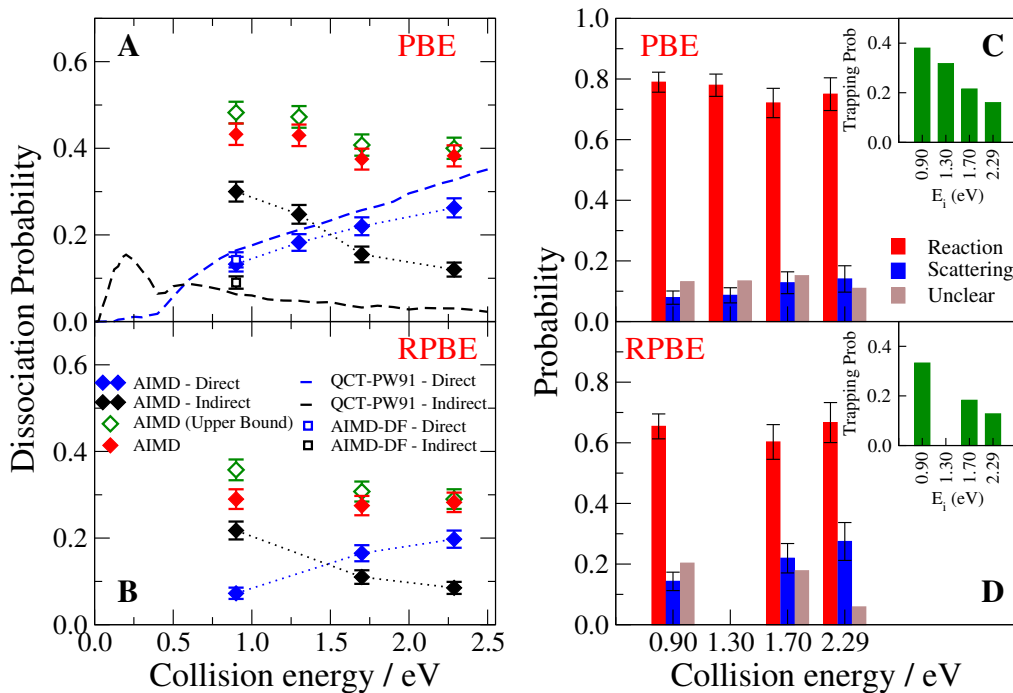 A
PBE
0.6
0.4
0.2
0.0
Dissociation Probability
RPBE
0.6
0.4
0.2
0.0
AIMD - Direct
AIMD - Indirect
AIMD (Upper Bound)
AIMD
QCT-PW91 - Direct
QCT-PW91 - Indirect
AIMD-DF - Direct
AIMD-DF - Indirect
B
0.0 0.5 1.0 1.5 2.0 2.5
Collision energy / eV
PBE
C
1.0
0.8
0.6
0.4
0.2
0.0
Probability
Trapping Prob
0.4
0.2
0.0
0.90 1.30 1.70 2.29
E_i (eV)
Reaction
Scattering
Unclear
RPBE
D
0.8
0.6
0.4
0.2
0.0
Trapping Prob
0.4
0.2
0.0
0.90 1.30 1.70 2.29
E_i (eV)
0.90 1.30 1.70 2.29
Collision energy / eV